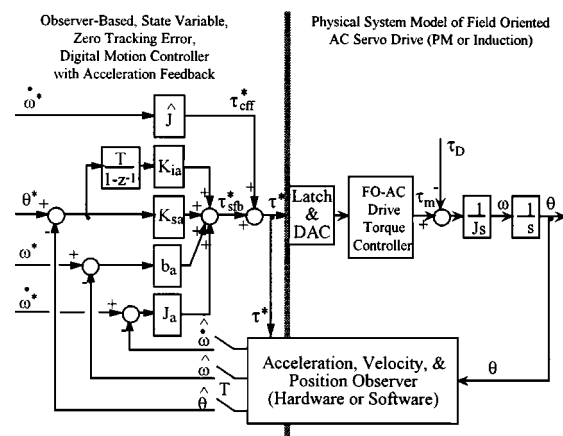 Observer-Based, State Variable,
Zero Tracking Error,
Digital Motion Controller
with Acceleration Feedback
Physical System Model of Field Oriented
AC Servo Drive (PM or Induction)
ω̇*
Ĵ
τ*cff
τD
T
1-z⁻¹
Kia
θ*
Ksa
τ*sfb
τ*
Latch
&
DAC
FO-AC
Drive
Torque
Controller
τm
1
Js
ω
1
s
θ
ω*
ba
ω̇*
Ja
τ*
ω̇̂
ω̂
θ̂
T
Acceleration, Velocity, &
Position Observer
(Hardware or Software)
θ
+
-
+
-
+
-
+
+
+
+
+
+
-
+